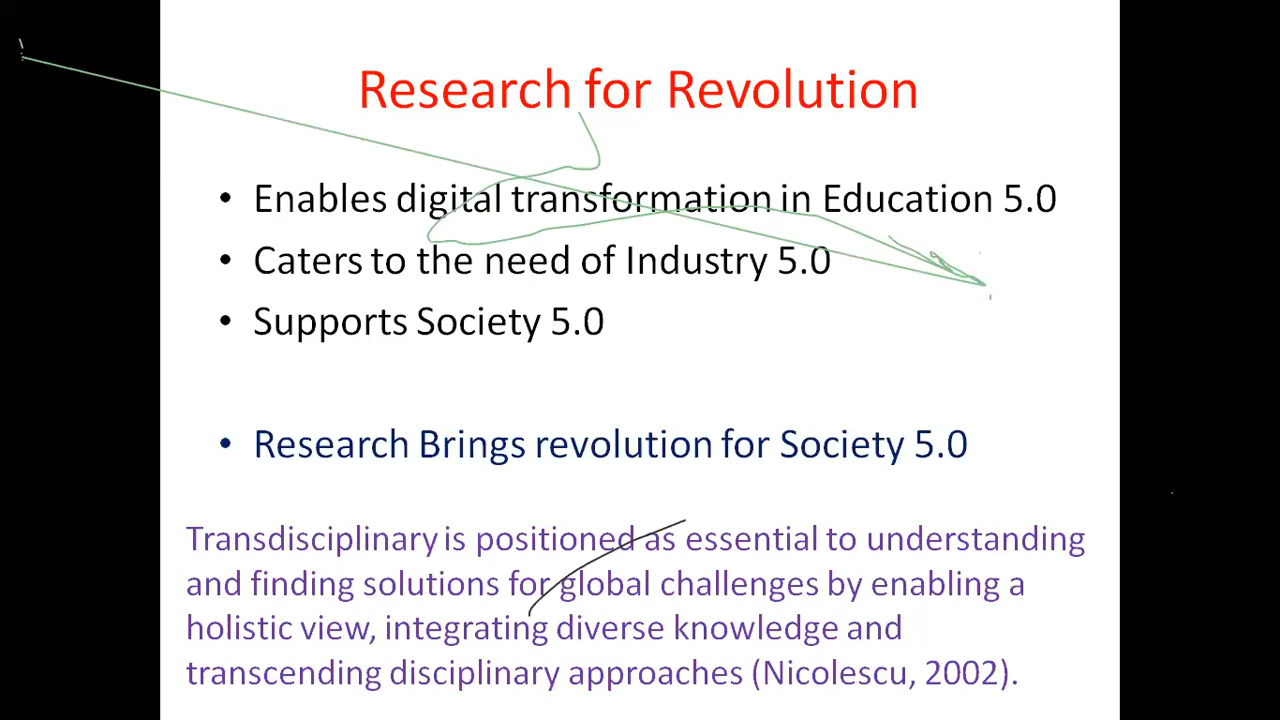 Research for Revolution
• Enables digital transformation in Education 5.0
• Caters to the need of Industry 5.0
• Supports Society 5.0
• Research Brings revolution for Society 5.0
Transdisciplinary is positioned as essential to understanding
and finding solutions for global challenges by enabling a
holistic view, integrating diverse knowledge and
transcending disciplinary approaches (Nicolescu, 2002).